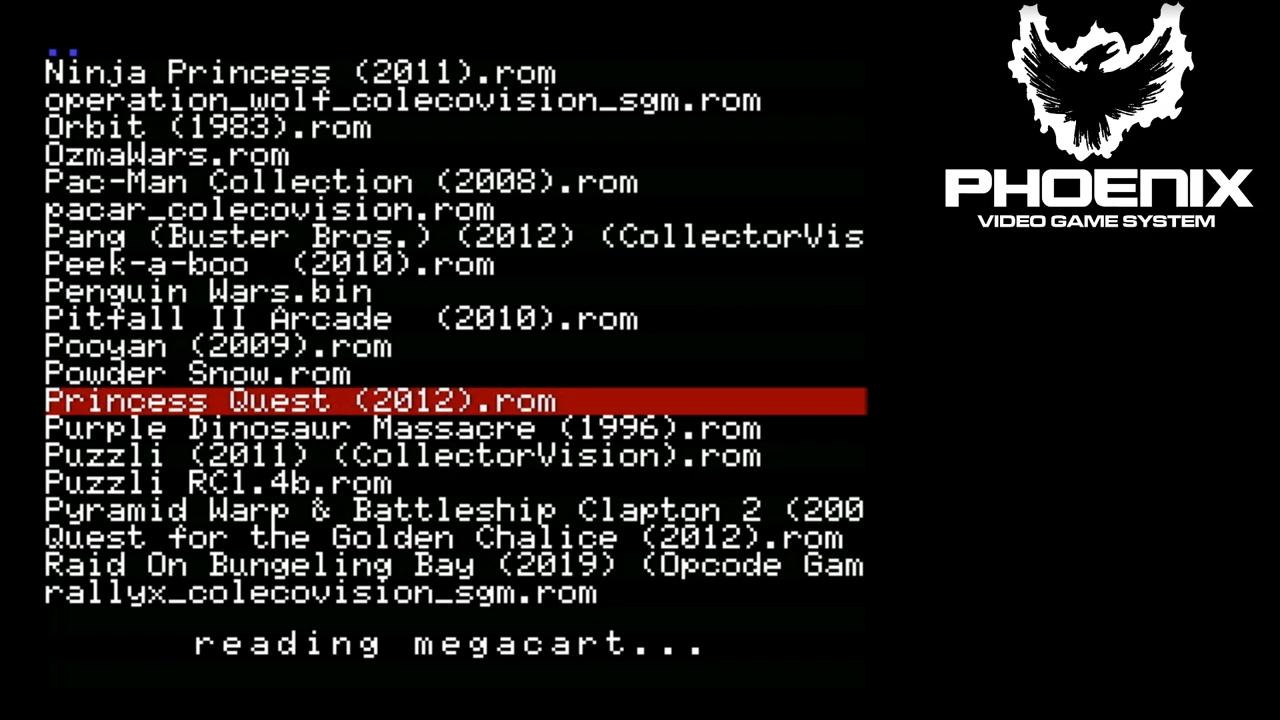 ..
Ninja Princess (2011).rom
operation_wolf_colecovision_sgm.rom
Orbit (1983).rom
OzmaWars.rom
Pac-Man Collection (2008).rom
pacar_colecovision.rom
Pang (Buster Bros.) (2012) (CollectorVis
Peek-a-boo  (2010).rom
Penguin Wars.bin
Pitfall II Arcade  (2010).rom
Pooyan (2009).rom
Powder Snow.rom
Princess Quest (2012).rom
Purple Dinosaur Massacre (1996).rom
Puzzli (2011) (CollectorVision).rom
Puzzli RC1.4b.rom
Pyramid Warp & Battleship Clapton 2 (200
Quest for the Golden Chalice (2012).rom
Raid On Bungeling Bay (2019) (Opcode Gam
rallyx_colecovision_sgm.rom
reading megacart...
PHOENIX
VIDEO GAME SYSTEM